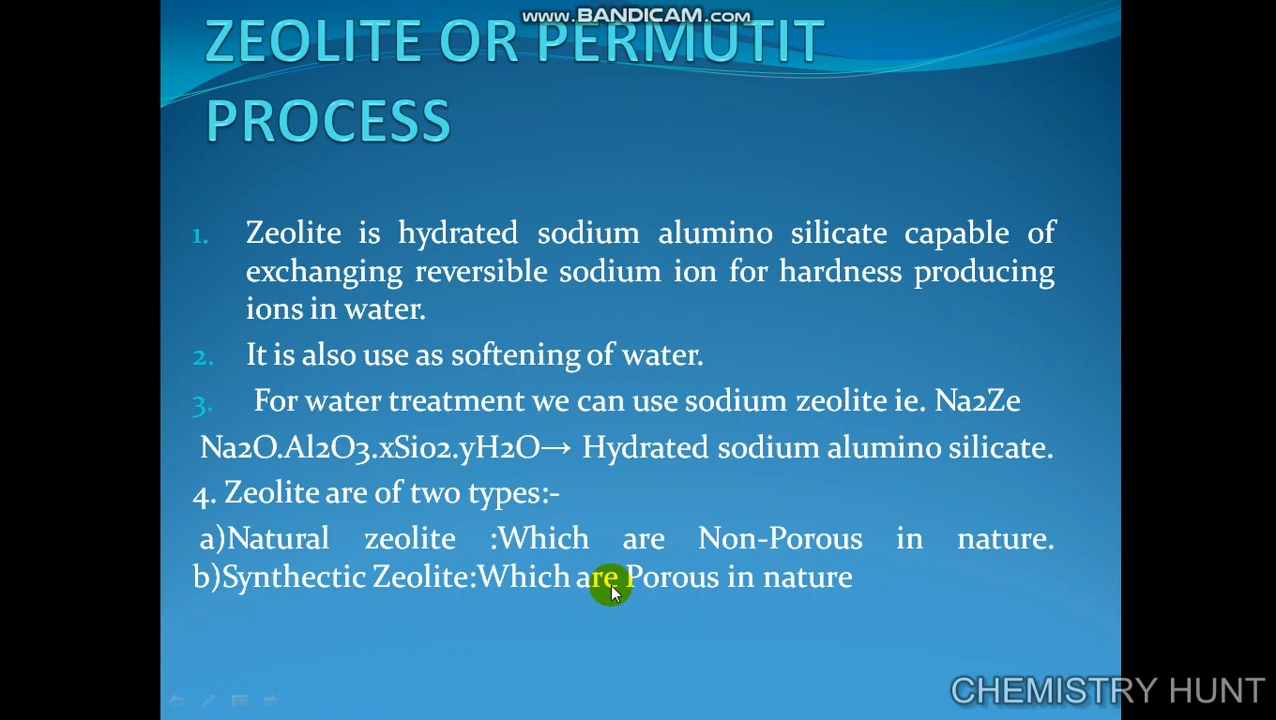 www.BANDICAM.com
ZEOLITE OR PERMUTIT
PROCESS
1. Zeolite is hydrated sodium alumino silicate capable of
exchanging reversible sodium ion for hardness producing
ions in water.
2. It is also use as softening of water.
3. For water treatment we can use sodium zeolite ie. Na2Ze
Na2O.Al2O3.xSio2.yH2O→ Hydrated sodium alumino silicate.
4. Zeolite are of two types:-
a)Natural zeolite :Which are Non-Porous in nature.
b)Synthectic Zeolite:Which are Porous in nature
CHEMISTRY HUNT